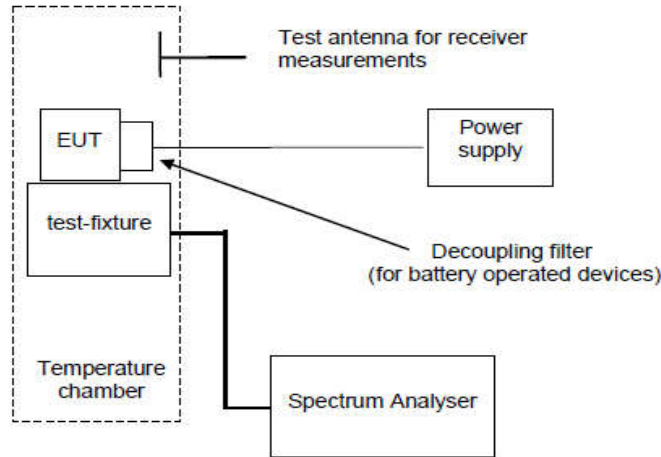 Test antenna for receiver
measurements
EUT
Power
supply
test-fixture
Decoupling filter
(for battery operated devices)
Temperature
chamber
Spectrum Analyser